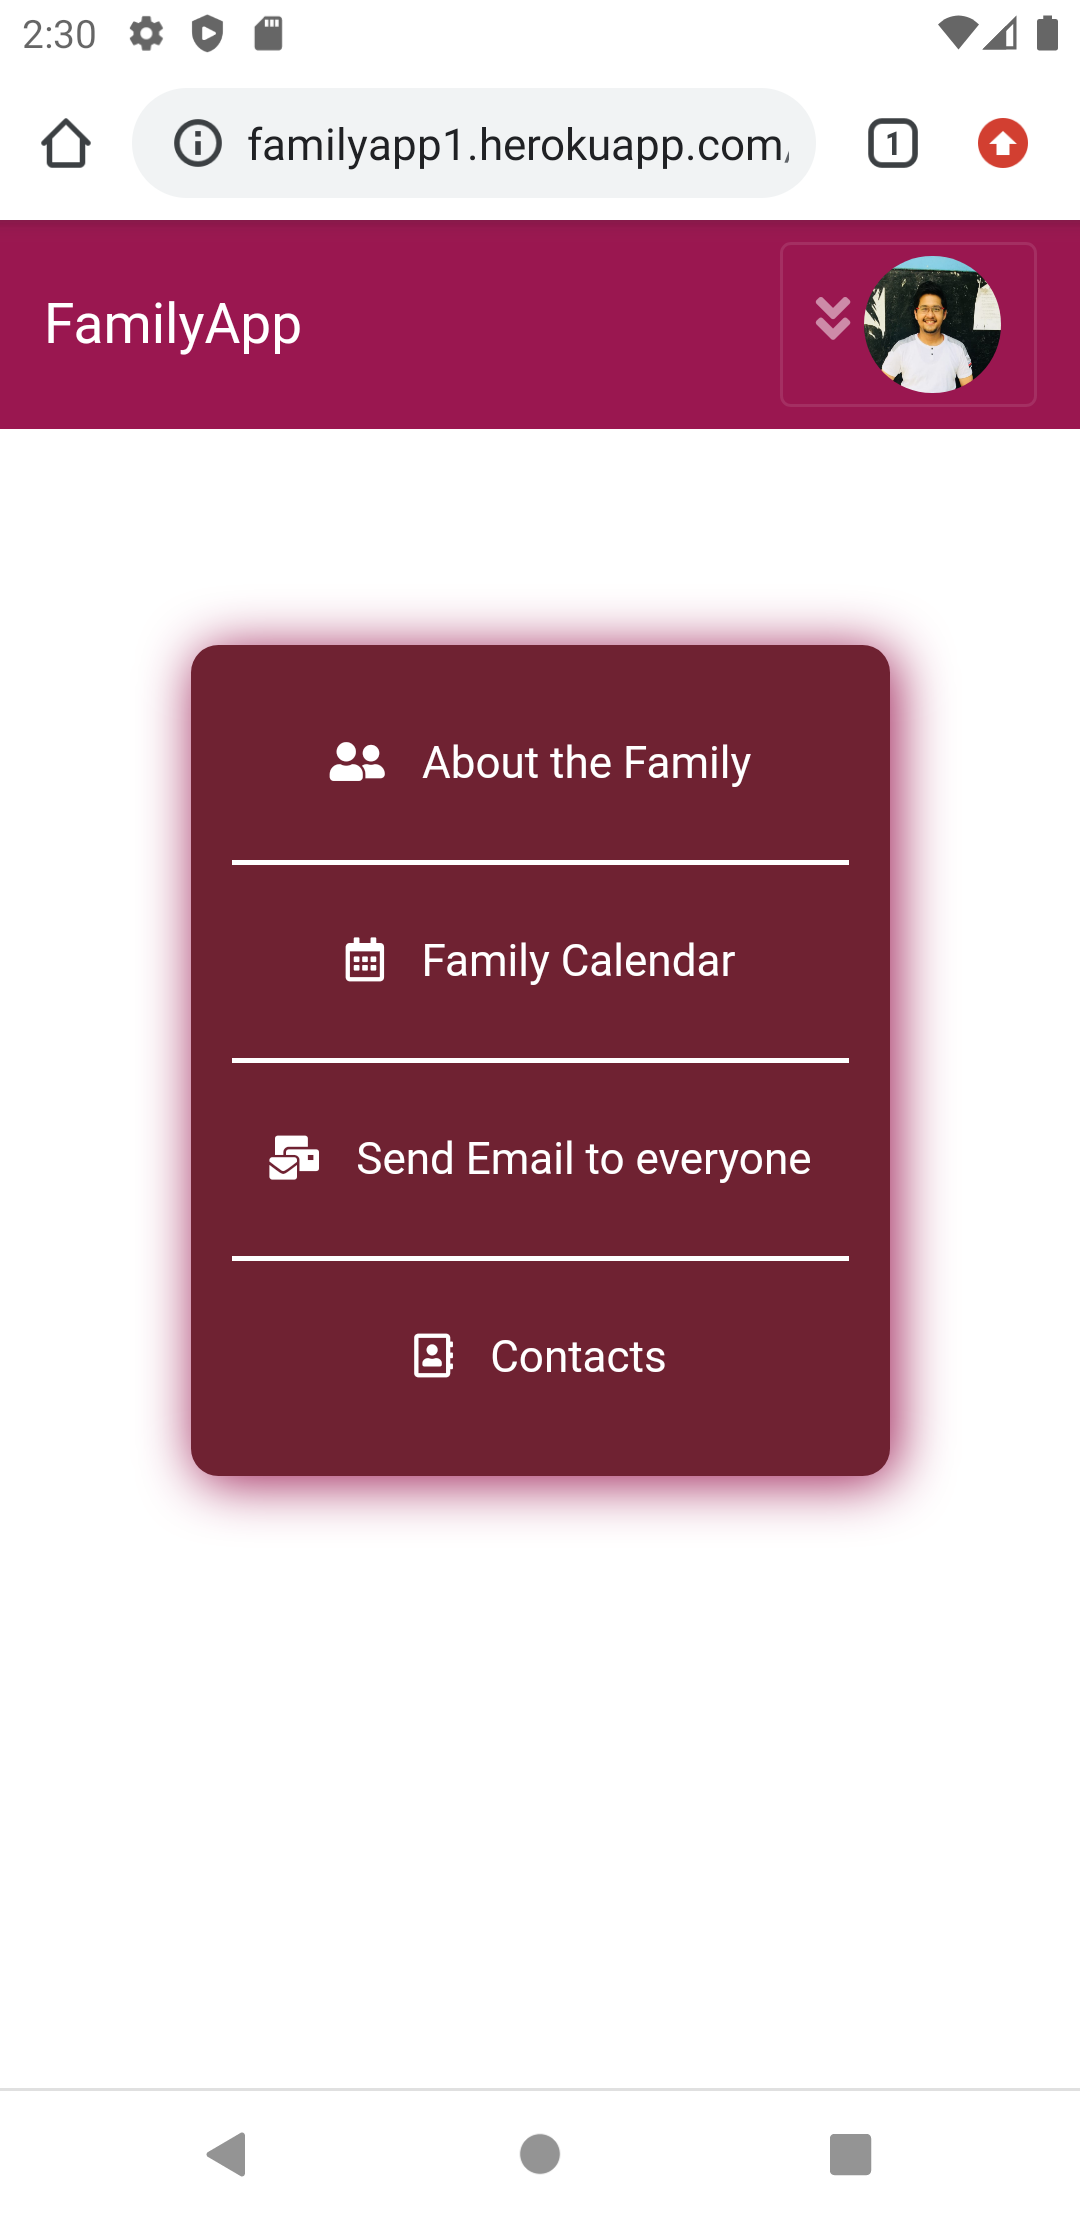 2:30
familyapp1.herokuapp.com/
1
FamilyApp
About the Family
Family Calendar
Send Email to everyone
Contacts